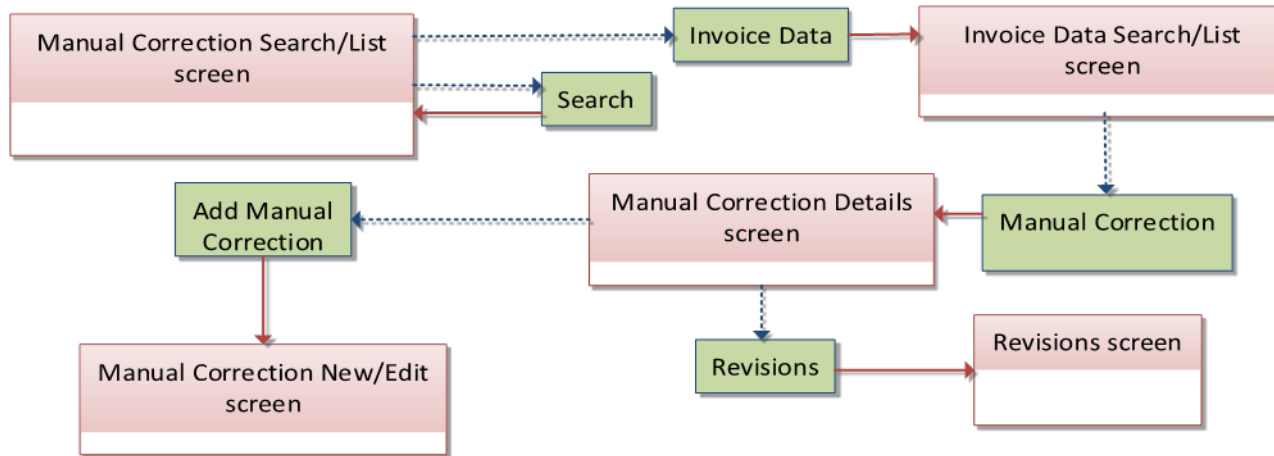 Manual Correction Search/List
screen
Invoice Data
Invoice Data Search/List
screen
Search
Add Manual
Correction
Manual Correction Details
screen
Manual Correction
Manual Correction New/Edit
screen
Revisions
Revisions screen